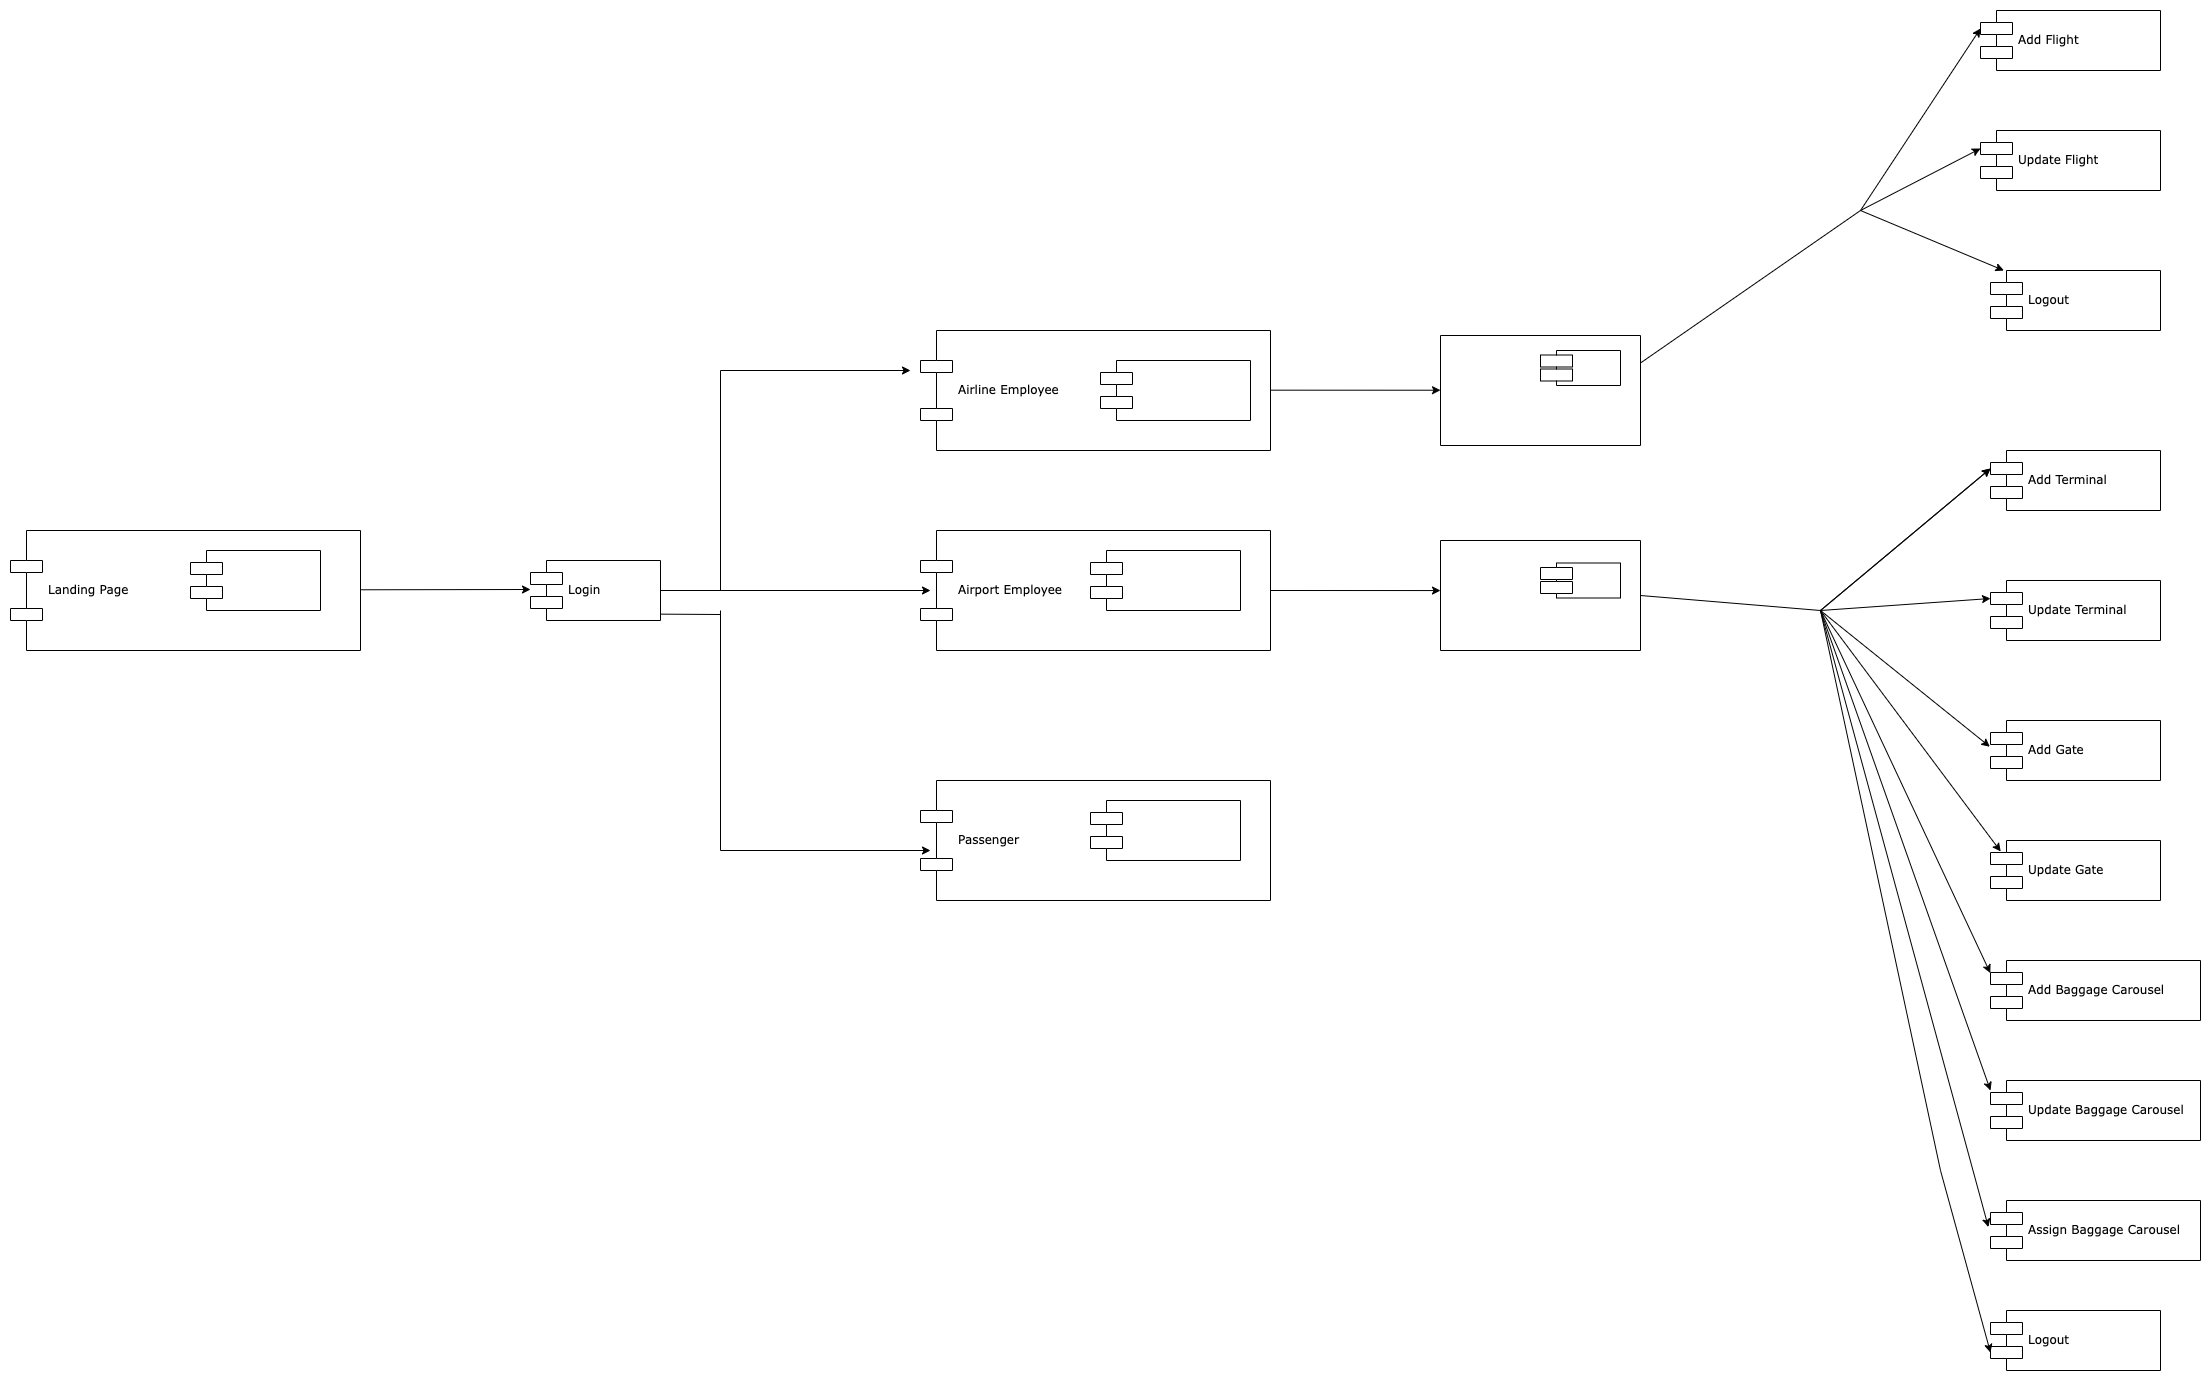 Add Flight
Update Flight
Logout
Airline Employee
Add Terminal
Landing Page
Login
Airport Employee
Update Terminal
Add Gate
Passenger
Update Gate
Add Baggage Carousel
Update Baggage Carousel
Assign Baggage Carousel
Logout